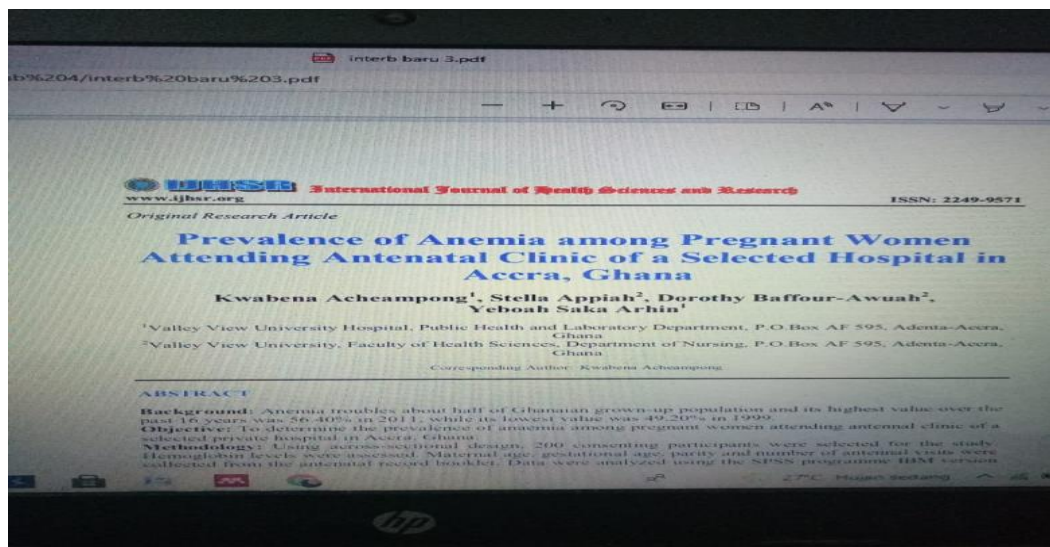 interb baru 3.pdf
ab%204/interb%20baru%203.pdf
IJHSR International Journal of Health Sciences and Research
www.ijhsr.org ISSN: 2249-9571
Original Research Article
Prevalence of Anemia among Pregnant Women
Attending Antenatal Clinic of a Selected Hospital in
Accra, Ghana
Kwabena Acheampong¹, Stella Appiah², Dorothy Baffour-Awuah²,
Yeboah Saka Arhin¹
¹Valley View University Hospital, Public Health and Laboratory Department, P.O.Box AF 595, Adenta-Accra,
Ghana
²Valley View University, Faculty of Health Sciences, Department of Nursing, P.O.Box AF 595, Adenta-Accra,
Ghana
Corresponding Author: Kwabena Acheampong
ABSTRACT
Background: Anemia troubles about half of Ghanaian grown-up population and its highest value over the
past 16 years was 56.40% in 2011, while its lowest value was 49.20% in 1999.
Objective: To determine the prevalence of anaemia among pregnant women attending antennal clinic of a
selected private hospital in Accra, Ghana
Methodology: Using across-sectional design, 200 consenting participants were selected for the study
Hemoglobin levels were assessed. Maternal age, gestational age, parity and number of antennal visits were
collected from the antenatal record booklet. Data were analyzed using the SPSS programme IBM version
27°C Hujan sedang
hp